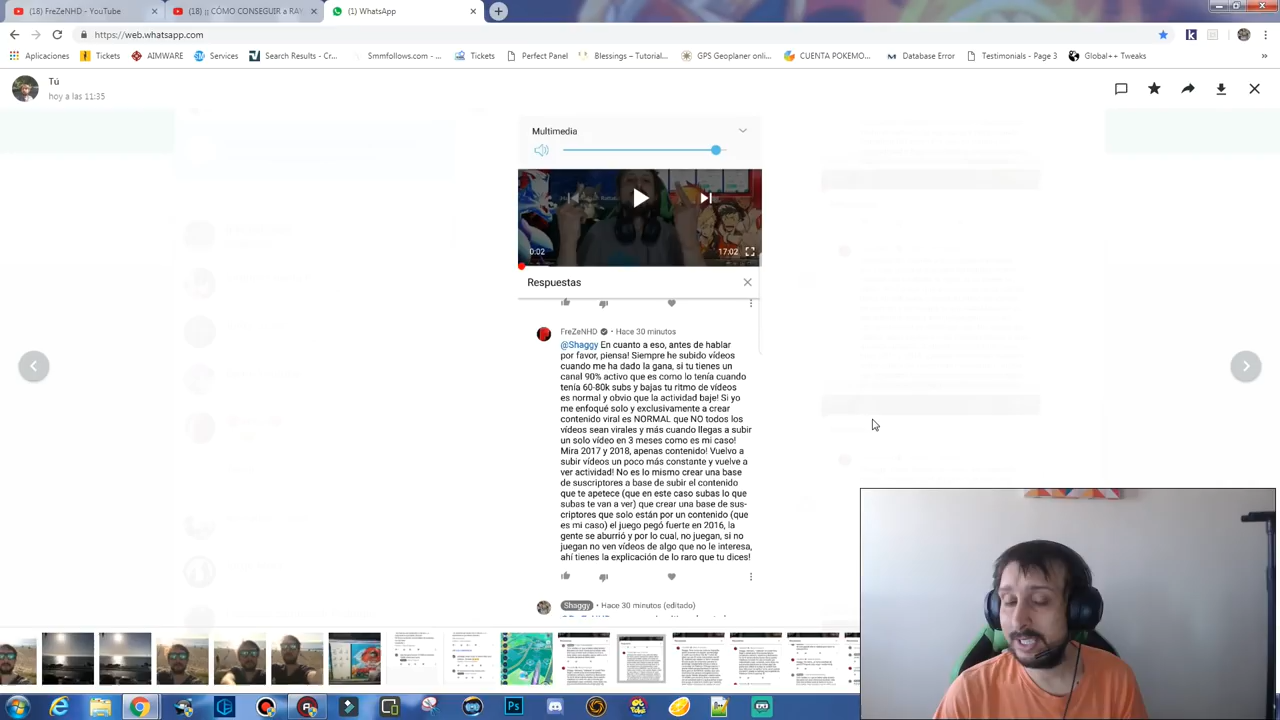 (18) FreZeNHD - YouTube
(18) ¡¡ CÓMO CONSEGUIR a RAY
(1) WhatsApp
https://web.whatsapp.com
Aplicaciones
Tickets
AIMWARE
Services
Search Results - Cr...
Smmfollows.com - ...
Tickets
Perfect Panel
Blessings – Tutorial...
GPS Geoplaner onli...
CUENTA POKEMO...
Database Error
Testimonials - Page 3
Global++ Tweaks
»
Tú
hoy a las 11:35
Multimedia
0:02
17:02
Respuestas
FreZeNHD • Hace 30 minutos
@Shaggy En cuanto a eso, antes de hablar
por favor, piensa! Siempre he subido vídeos
cuando me ha dado la gana, si tu tienes un
canal 90% activo que es como lo tenía cuando
tenía 60-80k subs y bajas tu ritmo de vídeos
es normal y obvio que la actividad baje! Si yo
me enfoqué solo y exclusivamente a crear
contenido viral es NORMAL que NO todos los
vídeos sean virales y más cuando llegas a subir
un solo vídeo en 3 meses como es mi caso!
Mira 2017 y 2018, apenas contenido! Vuelvo a
subir vídeos un poco más constante y vuelve a
ver actividad! No es lo mismo crear una base
de suscriptores a base de subir el contenido
que te apetece (que en este caso subas lo que
subas te van a ver) que crear una base de sus-
criptores que solo están por un contenido (que
es mi caso) el juego pegó fuerte en 2016, la
gente se aburrió y por lo cual, no juegan, si no
juegan no ven vídeos de algo que no le interesa,
ahí tienes la explicación de lo raro que tu dices!
Shaggy • Hace 30 minutos (editado)